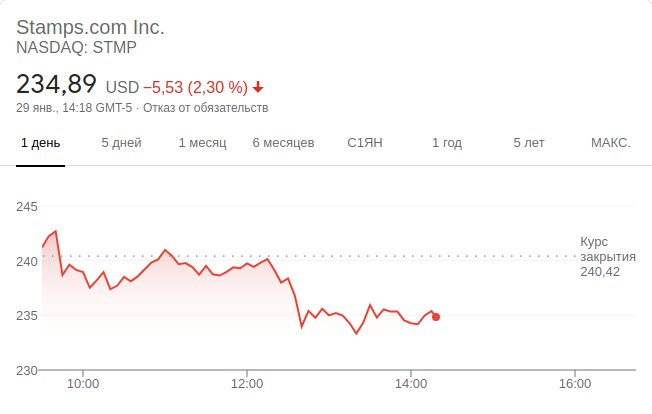 Stamps.com Inc.
NASDAQ: STMP
234,89 USD −5,53 (2,30 %)
29 янв., 14:18 GMT-5 · Отказ от обязательств
1 день 5 дней 1 месяц 6 месяцев С1ЯН 1 год 5 лет МАКС.
245
240
235
230
Курс
закрытия
240,42
10:00 12:00 14:00 16:00